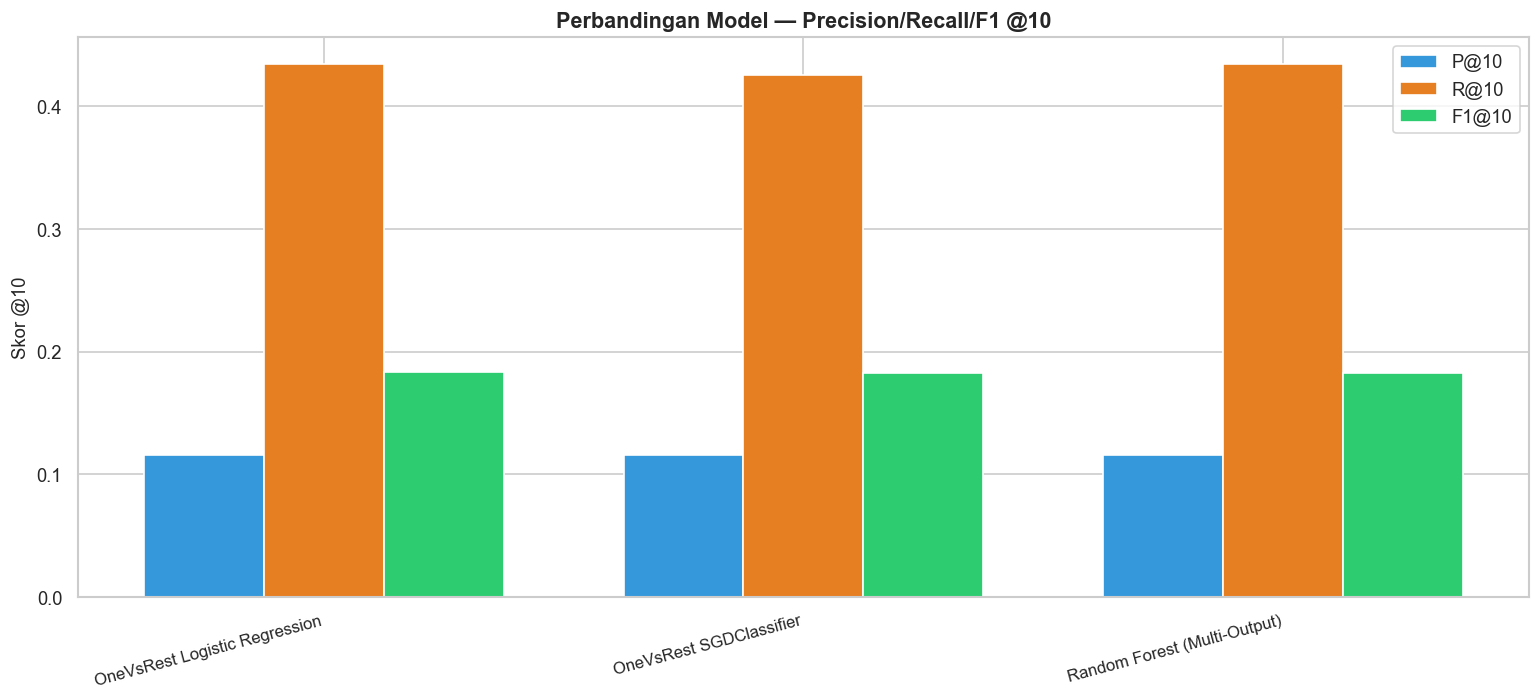 Perbandingan Model — Precision/Recall/F1 @10
P@10
R@10
F1@10
Skor @10
0.4
0.3
0.2
0.1
0.0
OneVsRest Logistic Regression
OneVsRest SGDClassifier
Random Forest (Multi-Output)